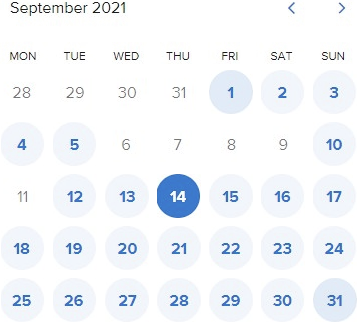 September 2021
MON TUE WED THU FRI SAT SUN
28 29 30 31 1 2 3
4 5 6 7 8 9 10
11 12 13 14 15 16 17
18 19 20 21 22 23 24
25 26 27 28 29 30 31